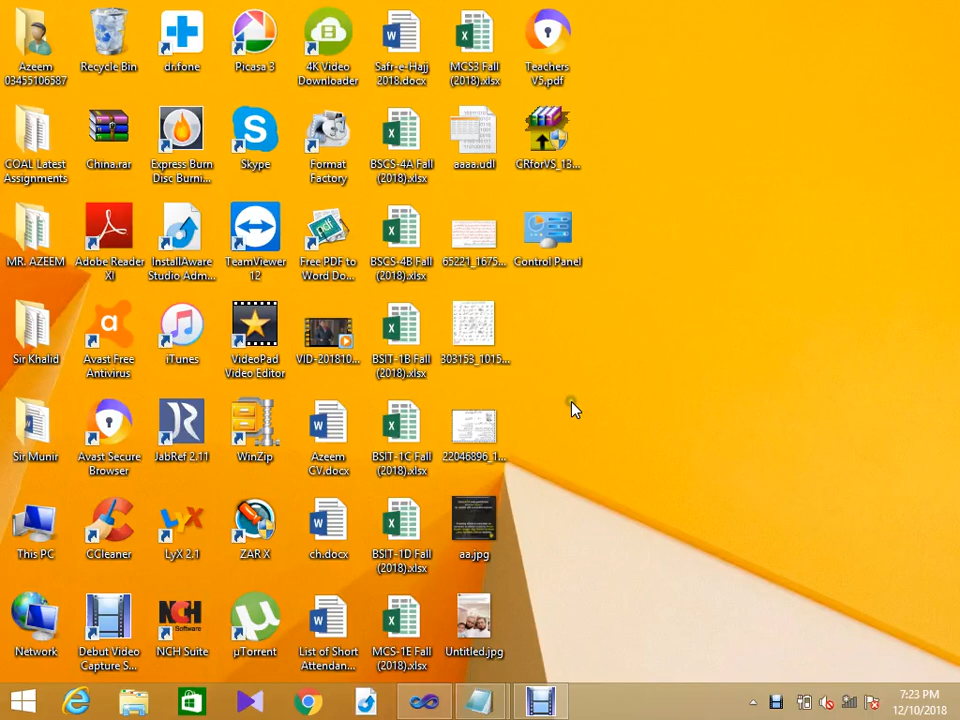 Azeem
03455106587
Recycle Bin
dr.fone
Picasa 3
4K Video
Downloader
Safr-e-Hajj
2018.docx
MCS3 Fall
(2018).xlsx
Teachers
V5.pdf
COAL Latest
Assignments
China.rar
Express Burn
Disc Burni...
Skype
Format
Factory
BSCS-4A Fall
(2018).xlsx
aaaa.udl
CRforVS_13...
MR. AZEEM
Adobe Reader
XI
InstallAware
Studio Adm...
TeamViewer
12
Free PDF to
Word Do...
BSCS-4B Fall
(2018).xlsx
65221_1675...
Control Panel
Sir Khalid
Avast Free
Antivirus
iTunes
VideoPad
Video Editor
VID-201810...
BSIT-1B Fall
(2018).xlsx
303153_1015...
Sir Munir
Avast Secure
Browser
JabRef 2.11
WinZip
Azeem
CV.docx
BSIT-1C Fall
(2018).xlsx
22046896_1...
This PC
CCleaner
LyX 2.1
ZAR X
ch.docx
BSIT-1D Fall
(2018).xlsx
aa.jpg
Network
Debut Video
Capture S...
NCH Suite
µTorrent
List of Short
Attendan...
MCS-1E Fall
(2018).xlsx
Untitled.jpg
7:23 PM
12/10/2018